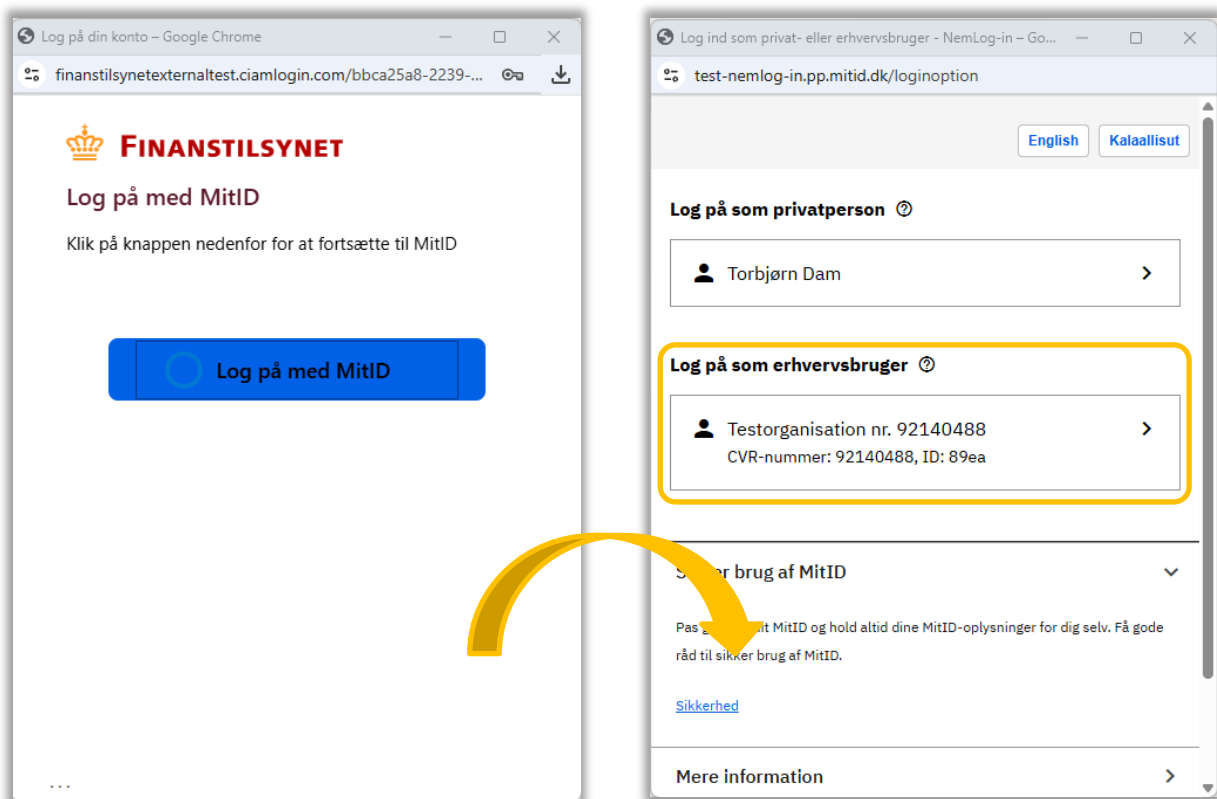 Log på din konto – Google Chrome
finanstilsynetexternaltest.ciamlogin.com/bbca25a8-2239-...
FINANSTILSYNET
Log på med MitID
Klik på knappen nedenfor for at fortsætte til MitID
Log på med MitID
...
Log ind som privat- eller erhvervsbruger - NemLog-in – Go...
test-nemlog-in.pp.mitid.dk/loginoption
English Kalaallisut
Log på som privatperson
Torbjørn Dam
Log på som erhvervsbruger
Testorganisation nr. 92140488
CVR-nummer: 92140488, ID: 89ea
brug af MitID
Pas MitID og hold altid dine MitID-oplysninger for dig selv. Få gode
råd til sikker brug af MitID.
Sikkerhed
Mere information